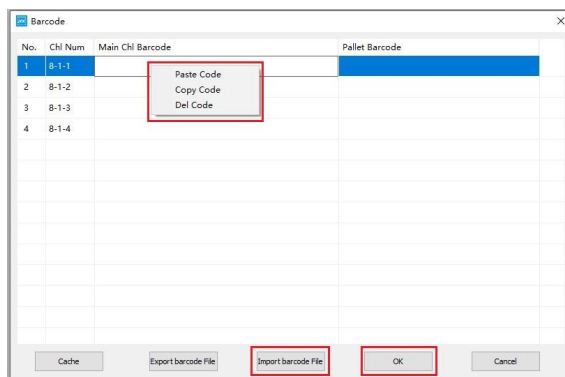 Barcode
No. Chl Num Main Chl Barcode Pallet Barcode
1 8-1-1
Paste Code
Copy Code
Del Code
2 8-1-2
3 8-1-3
4 8-1-4
Cache Export barcode File Import barcode File OK Cancel